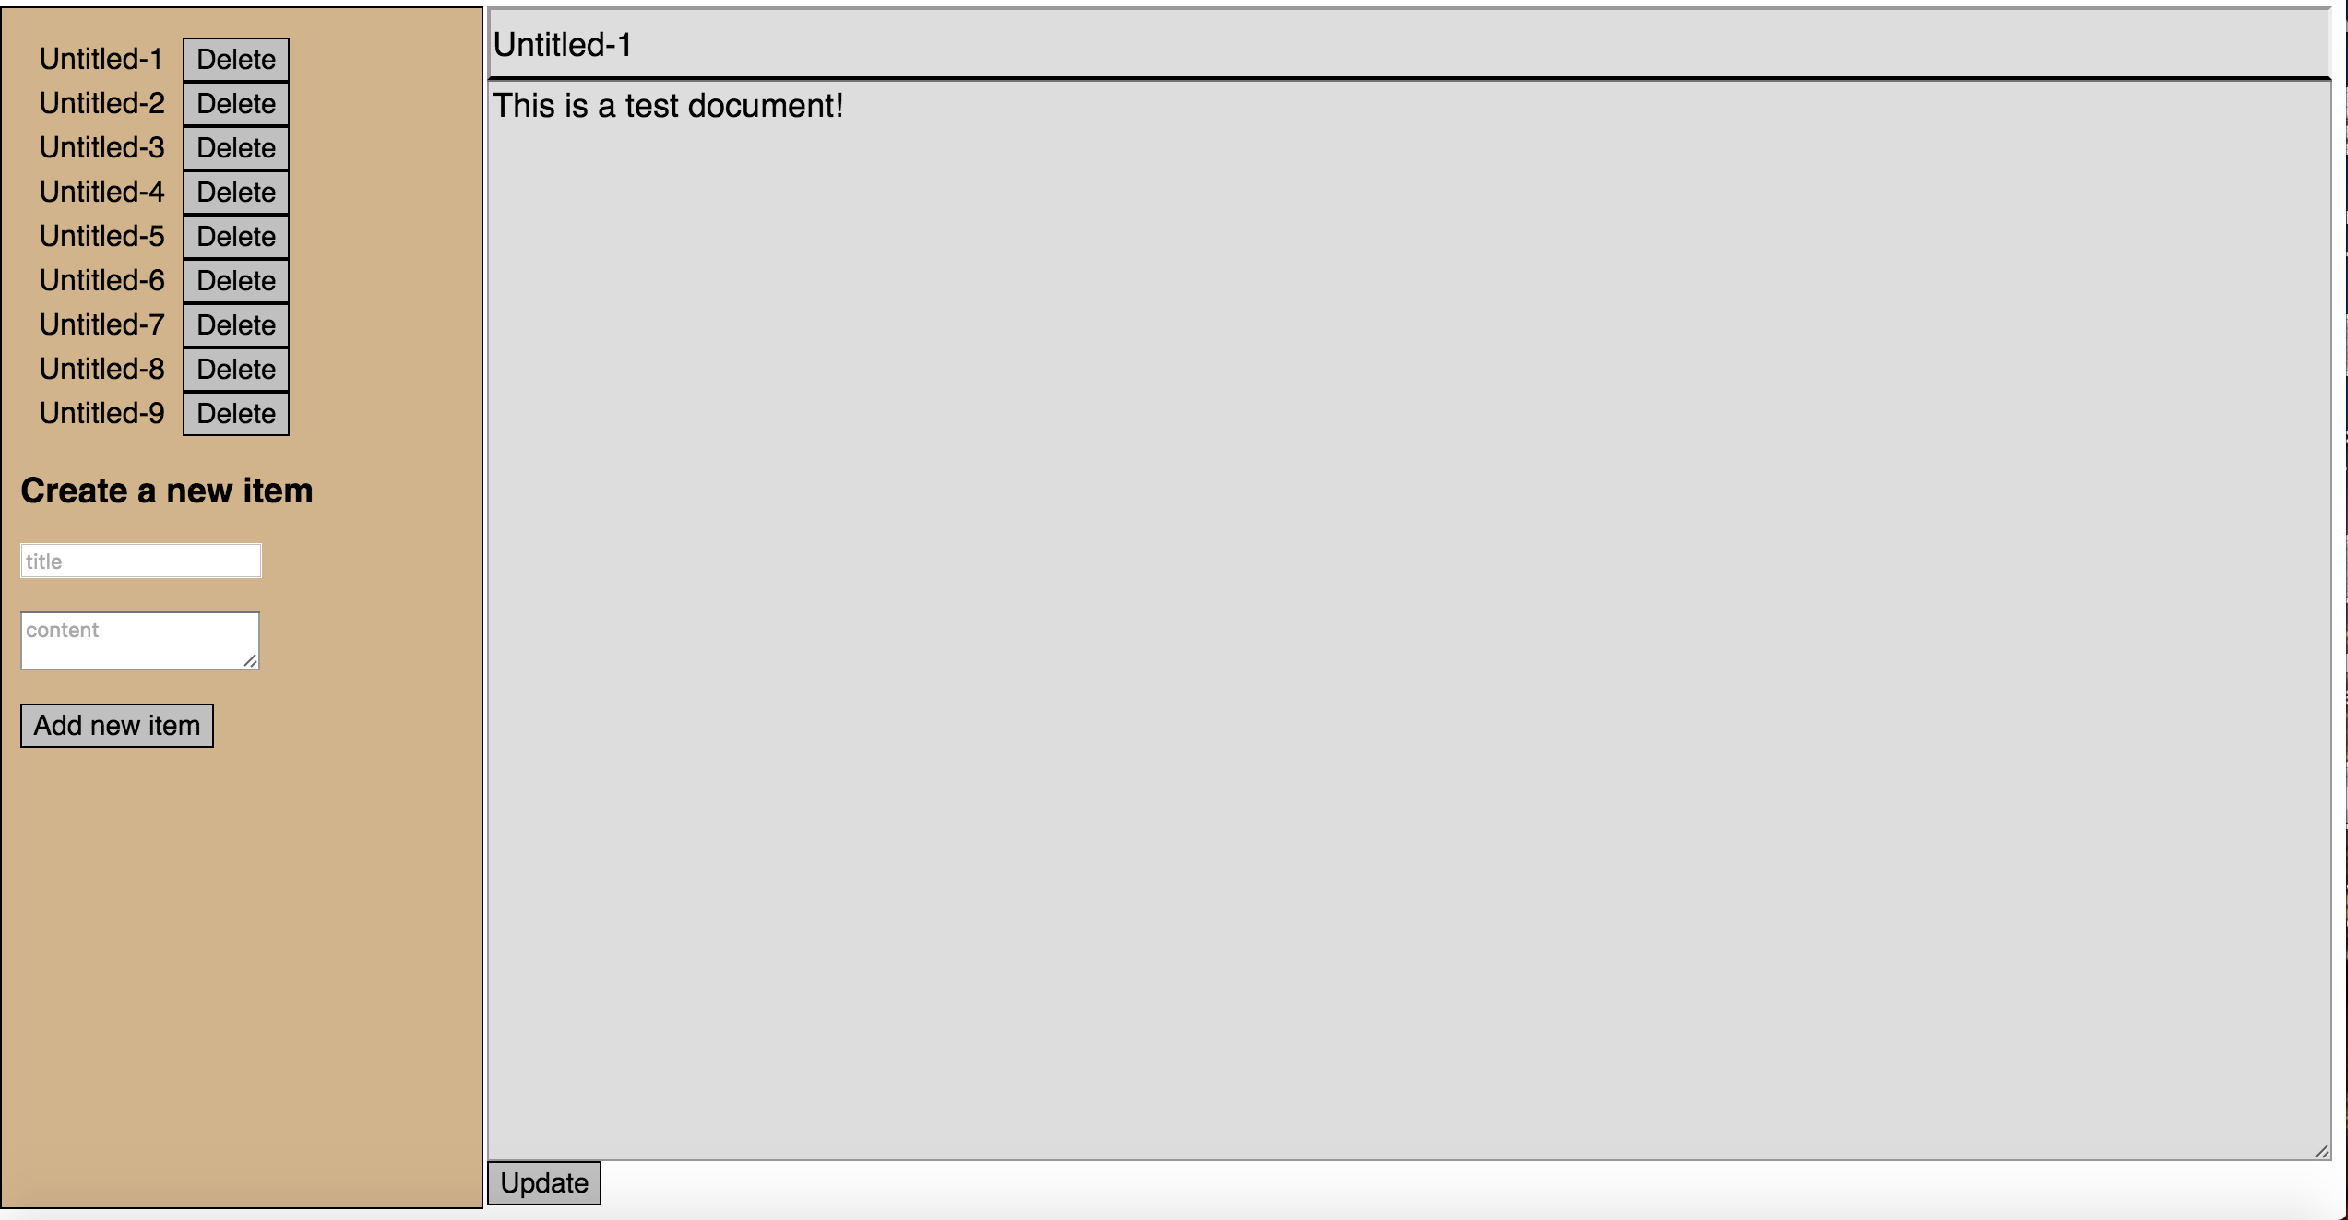 Untitled-1 Delete
Untitled-2 Delete
Untitled-3 Delete
Untitled-4 Delete
Untitled-5 Delete
Untitled-6 Delete
Untitled-7 Delete
Untitled-8 Delete
Untitled-9 Delete
Create a new item
title
content
Add new item
Untitled-1
This is a test document!
Update